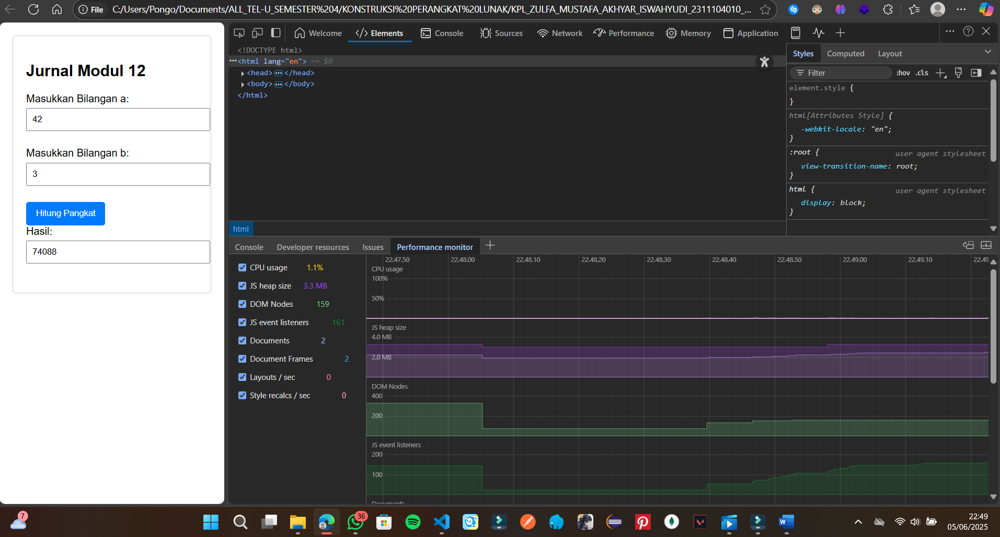 File C:/Users/Pongo/Documents/ALL_TEL-U_SEMESTER%204/KONSTRUKSI%20PERANGKAT%20LUNAK/KPL_ZULFA_MUSTAFA_AKHYAR_ISWAHYUDI_2311104010_...
Jurnal Modul 12
Masukkan Bilangan a:
42
Masukkan Bilangan b:
3
Hitung Pangkat
Hasil:
74088
Welcome Elements Console Sources Network Performance Memory Application
<!DOCTYPE html>
<html lang="en"> == $0
<head> </head>
<body> </body>
</html>
html
Styles Computed Layout
Filter :hov .cls
element.style {
}
html[Attributes Style] {
-webkit-locale: "en";
}
:root { user agent stylesheet
view-transition-name: root;
}
html { user agent stylesheet
display: block;
}
Console Developer resources Issues Performance monitor
CPU usage 1.1%
JS heap size 3.3 MB
DOM Nodes 159
JS event listeners 161
Documents 2
Document Frames 2
Layouts / sec 0
Style recalcs / sec 0
22.47.50 22.48.00 22.48.10 22.48.20 22.48.30 22.48.40 22.48.50 22.49.00 22.49.10 22.49
CPU usage
100%
50%
JS heap size
4.0 MB
2.0 MB
DOM Nodes
400
200
JS event listeners
200
100
Documents
7
36
22:49
05/06/2025